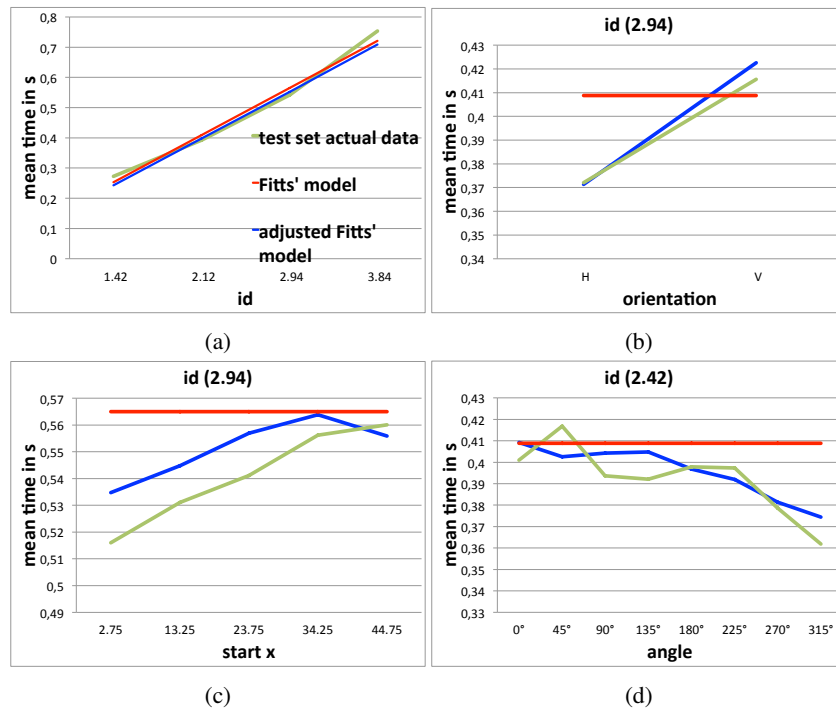 0,8
0,7
0,6
0,5
0,4
0,3
0,2
0,1
0
mean time in s
test set actual data
Fitts' model
adjusted Fitts'
model
1.42 2.12 2.94 3.84
id
(a)
id (2.94)
0,43
0,42
0,41
0,4
0,39
0,38
0,37
0,36
0,35
0,34
mean time in s
H V
orientation
(b)
id (2.94)
0,57
0,56
0,55
0,54
0,53
0,52
0,51
0,5
0,49
mean time in s
2.75 13.25 23.75 34.25 44.75
start x
(c)
id (2.42)
0,43
0,42
0,41
0,4
0,39
0,38
0,37
0,36
0,35
0,34
0,33
mean time in s
0° 45° 90° 135° 180° 225° 270° 315°
angle
(d)